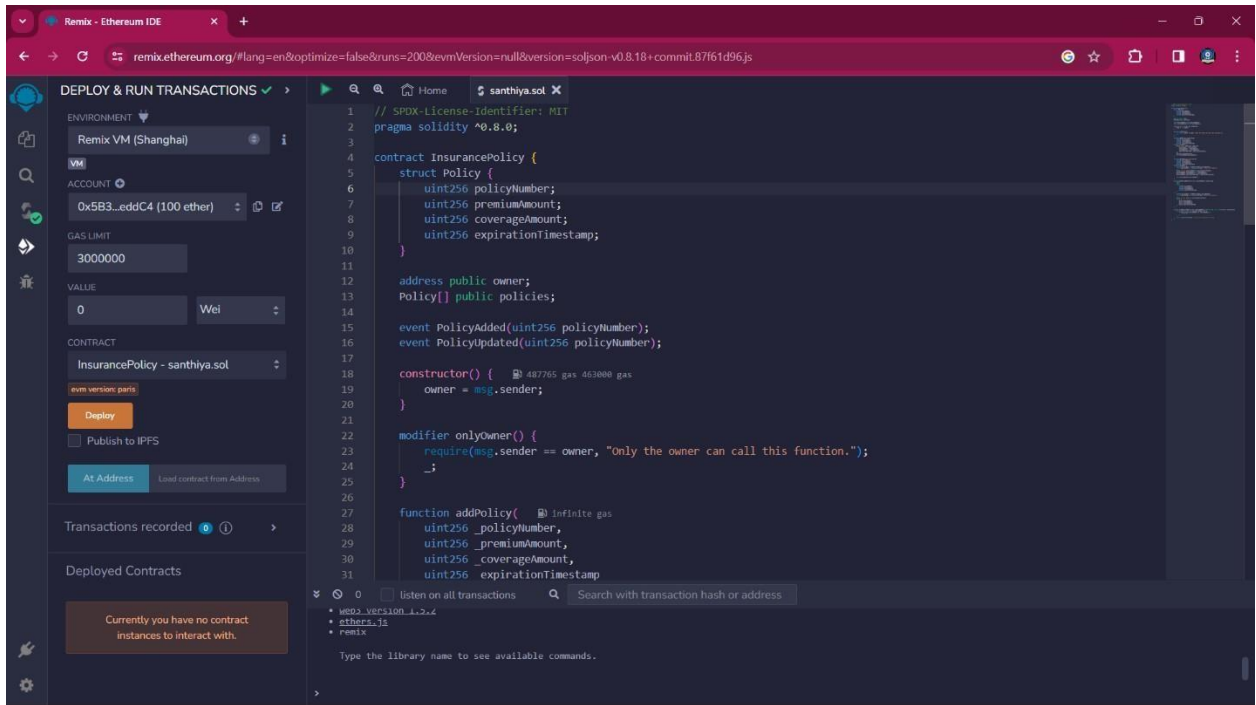 Remix - Ethereum IDE
remix.ethereum.org/#lang=en&optimize=false&runs=200&evmVersion=null&version=soljson-v0.8.18+commit.87f61d96.js
DEPLOY & RUN TRANSACTIONS
ENVIRONMENT
Remix VM (Shanghai)
VM
ACCOUNT
0x5B3...eddC4 (100 ether)
GAS LIMIT
3000000
VALUE
0 Wei
CONTRACT
InsurancePolicy - santhiya.sol
evm version: paris
Deploy
Publish to IPFS
At Address Load contract from Address
Transactions recorded 0 i
Deployed Contracts
Currently you have no contract
instances to interact with.
Home santhiya.sol
1 // SPDX-License-Identifier: MIT
2 pragma solidity ^0.8.0;
3
4 contract InsurancePolicy {
5 struct Policy {
6 uint256 policyNumber;
7 uint256 premiumAmount;
8 uint256 coverageAmount;
9 uint256 expirationTimestamp;
10 }
11
12 address public owner;
13 Policy[] public policies;
14
15 event PolicyAdded(uint256 policyNumber);
16 event PolicyUpdated(uint256 policyNumber);
17
18 constructor() { 487765 gas 463000 gas
19 owner = msg.sender;
20 }
21
22 modifier onlyOwner() {
23 require(msg.sender == owner, "Only the owner can call this function.");
24 _;
25 }
26
27 function addPolicy( infinite gas
28 uint256 _policyNumber,
29 uint256 _premiumAmount,
30 uint256 _coverageAmount,
31 uint256 _expirationTimestamp
0 listen on all transactions Search with transaction hash or address
• web3 version 1.5.2
• ethers.js
• remix
Type the library name to see available commands.
>